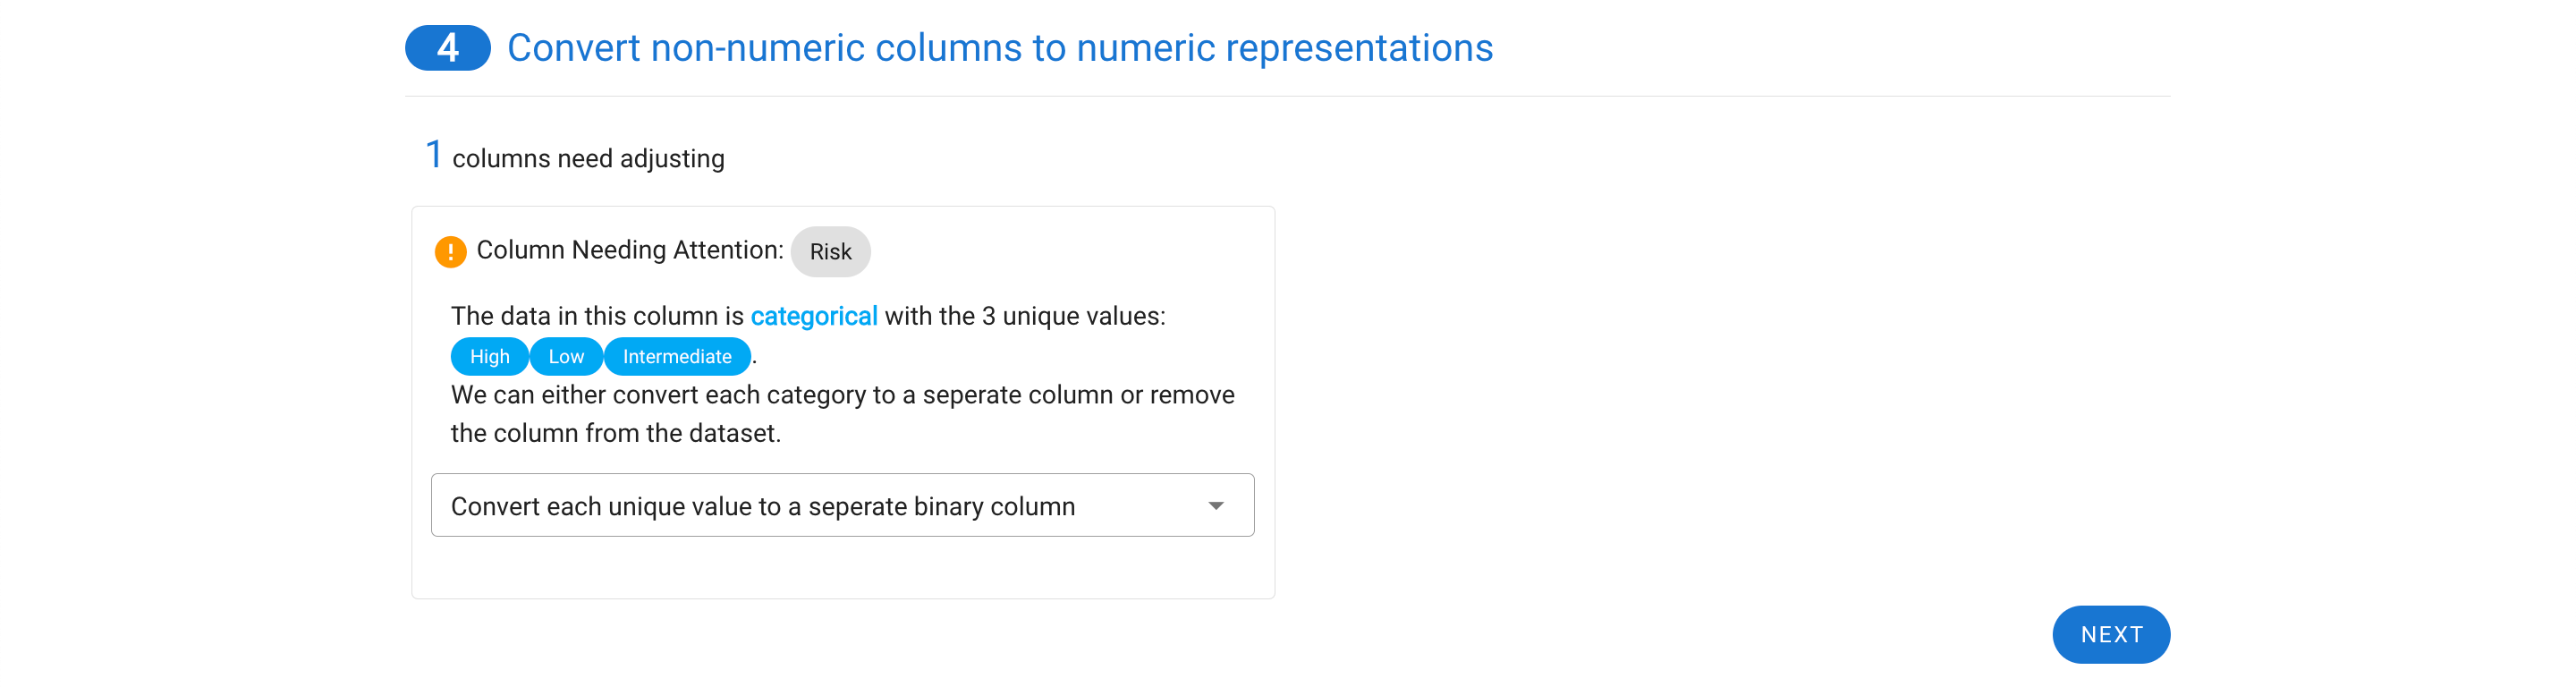 4 Convert non-numeric columns to numeric representations
1 columns need adjusting
! Column Needing Attention: Risk
The data in this column is categorical with the 3 unique values:
High Low Intermediate .
We can either convert each category to a seperate column or remove
the column from the dataset.
Convert each unique value to a seperate binary column
NEXT